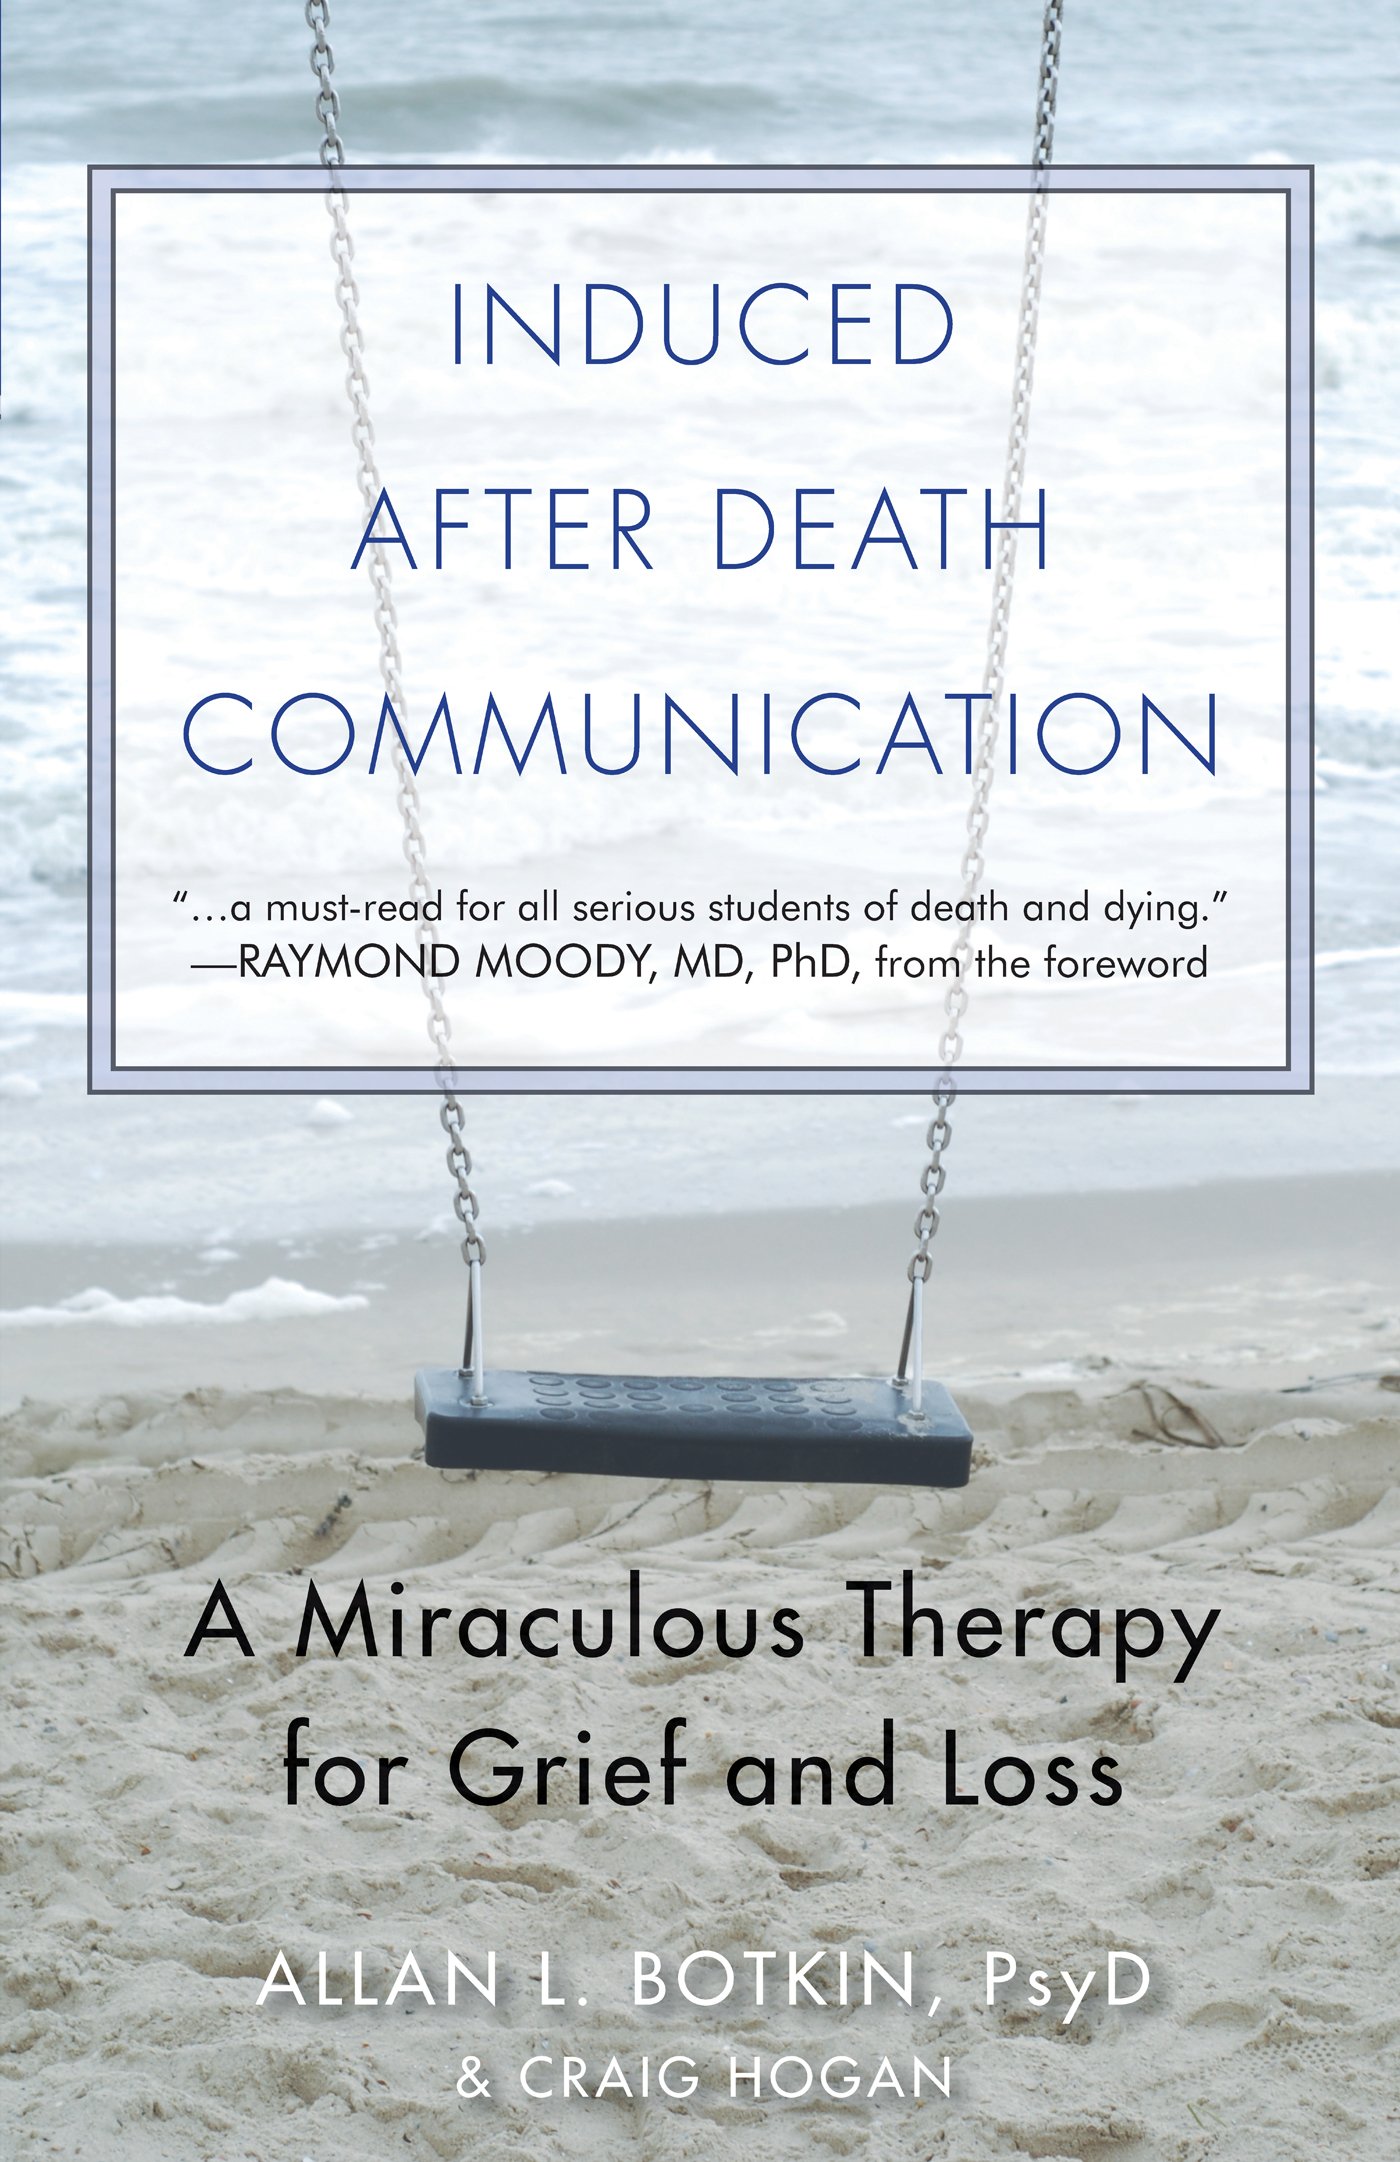 INDUCED
AFTER DEATH
COMMUNICATION
“...a must-read for all serious students of death and dying.”
—RAYMOND MOODY, MD, PhD, from the foreword
A Miraculous Therapy
for Grief and Loss
ALLAN L. BOTKIN, PsyD
& CRAIG HOGAN